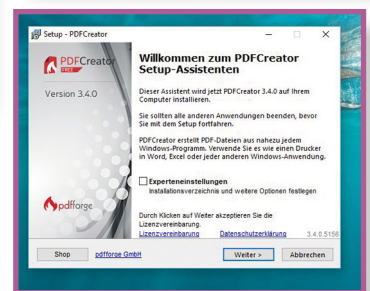 Setup - PDFCreator
PDFCreator
FREE
Version 3.4.0
Willkommen zum PDFCreator
Setup-Assistenten
Dieser Assistent wird jetzt PDFCreator 3.4.0 auf Ihrem
Computer installieren.
Sie sollten alle anderen Anwendungen beenden, bevor
Sie mit dem Setup fortfahren.
PDFCreator erstellt PDF-Dateien aus nahezu jedem
Windows-Programm. Verwende Sie es wie einen Drucker
in Word, Excel oder jeder anderen Windows-Anwendung.
Experteneinstellungen
Installationsverzeichnis und weitere Optionen festlegen
Durch Klicken auf Weiter akzeptieren Sie die
Lizenzvereinbarung.
Lizenzvereinbarung Datenschutzerklärung 3.4.0.5156
pdfforge
Shop pdfforge GmbH Weiter > Abbrechen